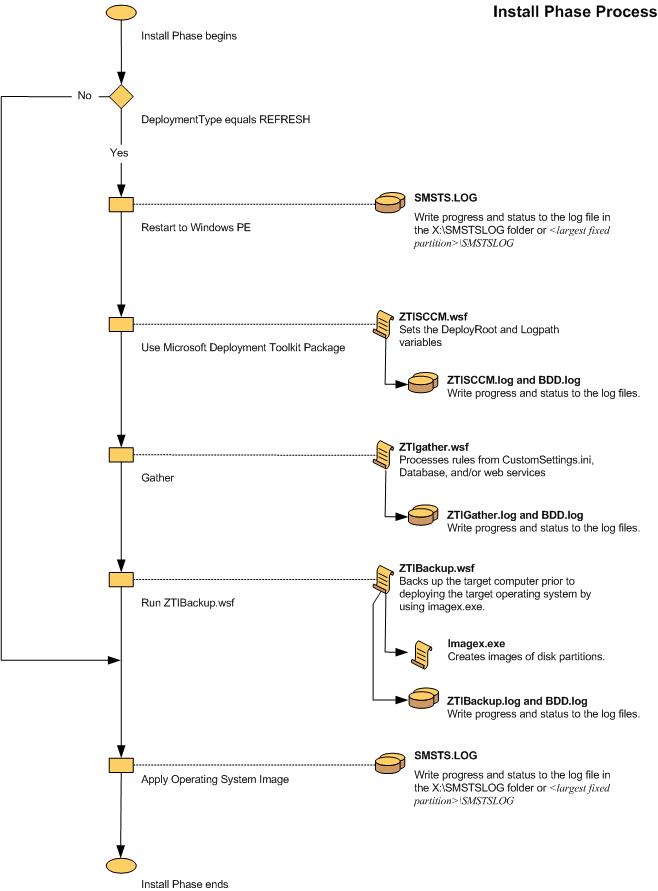 Install Phase Process
Install Phase begins
No
DeploymentType equals REFRESH
Yes
SMSTS.LOG
Restart to Windows PE
Write progress and status to the log file in
the X:\SMSTSLOG folder or <largest fixed
partition>\SMSTSLOG
ZTISCCM.wsf
Sets the DeployRoot and Logpath
variables
Use Microsoft Deployment Toolkit Package
ZTISCCM.log and BDD.log
Write progress and status to the log files.
ZTIgather.wsf
Processes rules from CustomSettings.ini,
Database, and/or web services
Gather
ZTIGather.log and BDD.log
Write progress and status to the log files.
ZTIBackup.wsf
Backs up the target computer prior to
deploying the target operating system by
using imagex.exe.
Run ZTIBackup.wsf
Imagex.exe
Creates images of disk partitions.
ZTIBackup.log and BDD.log
Write progress and status to the log files.
SMSTS.LOG
Apply Operating System Image
Write progress and status to the log file in
the X:\SMSTSLOG folder or <largest fixed
partition>\SMSTSLOG
Install Phase ends